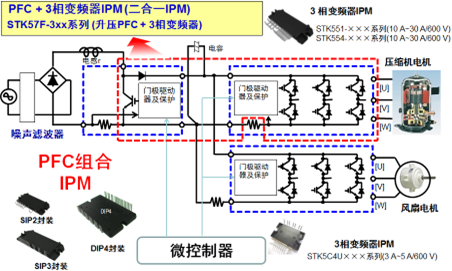 PFC + 3相变频器IPM (二合一IPM)
STK57F-3xx系列 (升压PFC + 3相变频器)
3 相变频器IPM
STK551-×××系列(10 A~30 A/600 V)
STK554-×××系列(10 A~30 A/600 V)
电容
电感r
压缩机电机
门极驱动
器及保护
门极驱动
器及保护
[U]
[V]
[W]
噪声滤波器
PFC组合
IPM
门极驱动
器及保护
[U]
[V]
[W]
风扇电机
SIP2封装
DIP4
DIP4封装
SIP3封装
微控制器
3相变频器IPM
STK5C4U×××系列(3 A~5 A/600 V)